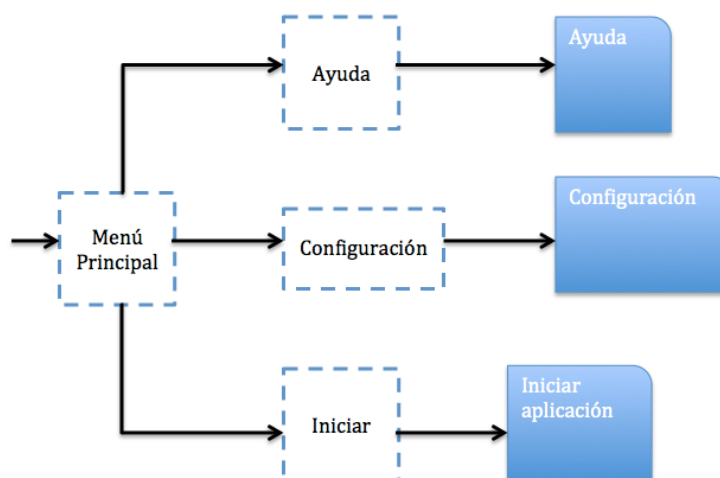 Ayuda
Ayuda
Menú
Principal
Configuración
Configuración
Iniciar
Iniciar
aplicación